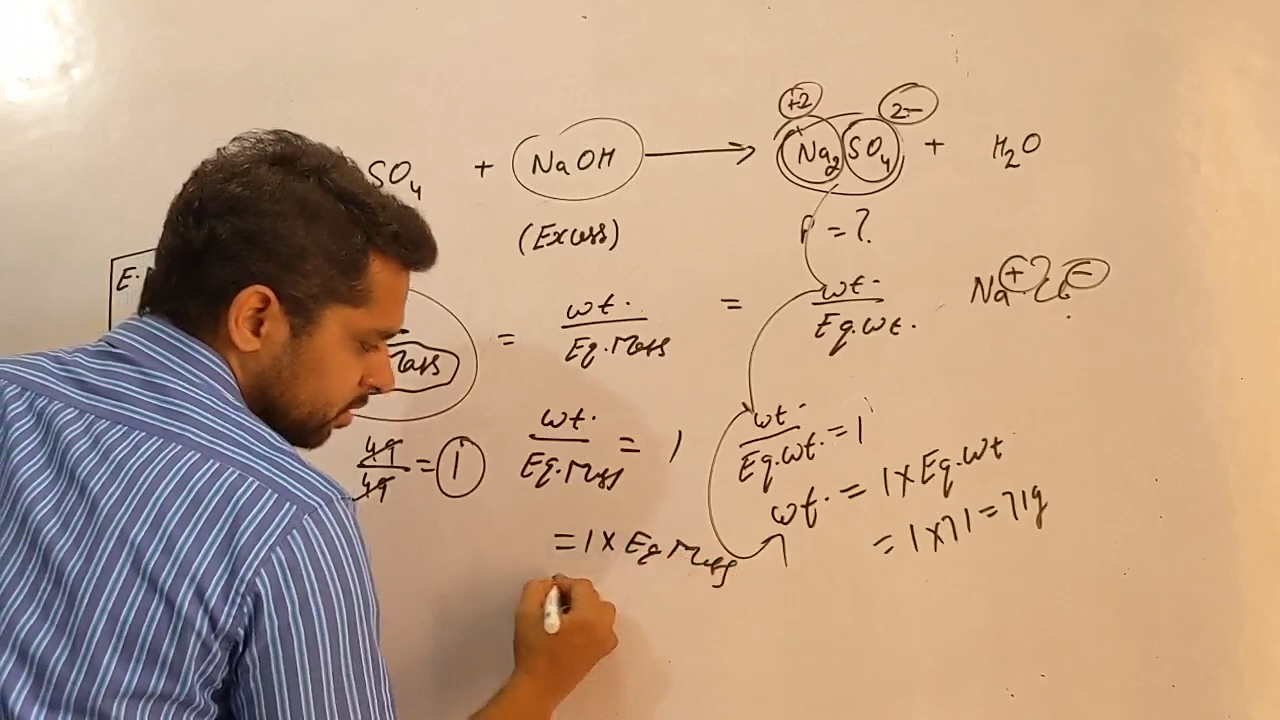 +2 2-
SO4 + NaOH → Na2 SO4 + H2O
(Excess) P = ?
E.
Mass = wt. / Eq.Mass = wt. / Eq.wt. Na+ Cl-
49 / 49 = 1 wt. / Eq.Mass = 1 wt. / Eq.wt. = 1
wt. = 1 x Eq.wt
= 1 x Eq Mass = 1 x 71 = 71g